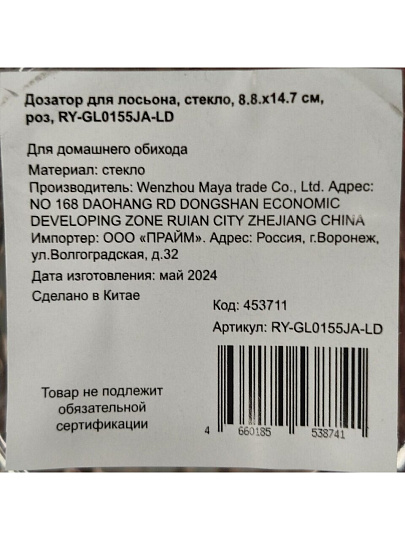 Дозатор для лосьона, стекло, 8.8.х14.7 см,
роз, RY-GL0155JA-LD
Для домашнего обихода
Материал: стекло
Производитель: Wenzhou Maya trade Co., Ltd. Адрес:
NO 168 DAOHANG RD DONGSHAN ECONOMIC
DEVELOPING ZONE RUIAN CITY ZHEJIANG CHINA
Импортер: ООО «ПРАЙМ». Адрес: Россия, г.Воронеж,
ул.Волгоградская, д.32
Дата изготовления: май 2024
Сделано в Китае
Код: 453711
Артикул: RY-GL0155JA-LD
Товар не подлежит
обязательной
сертификации
4 660185 538741